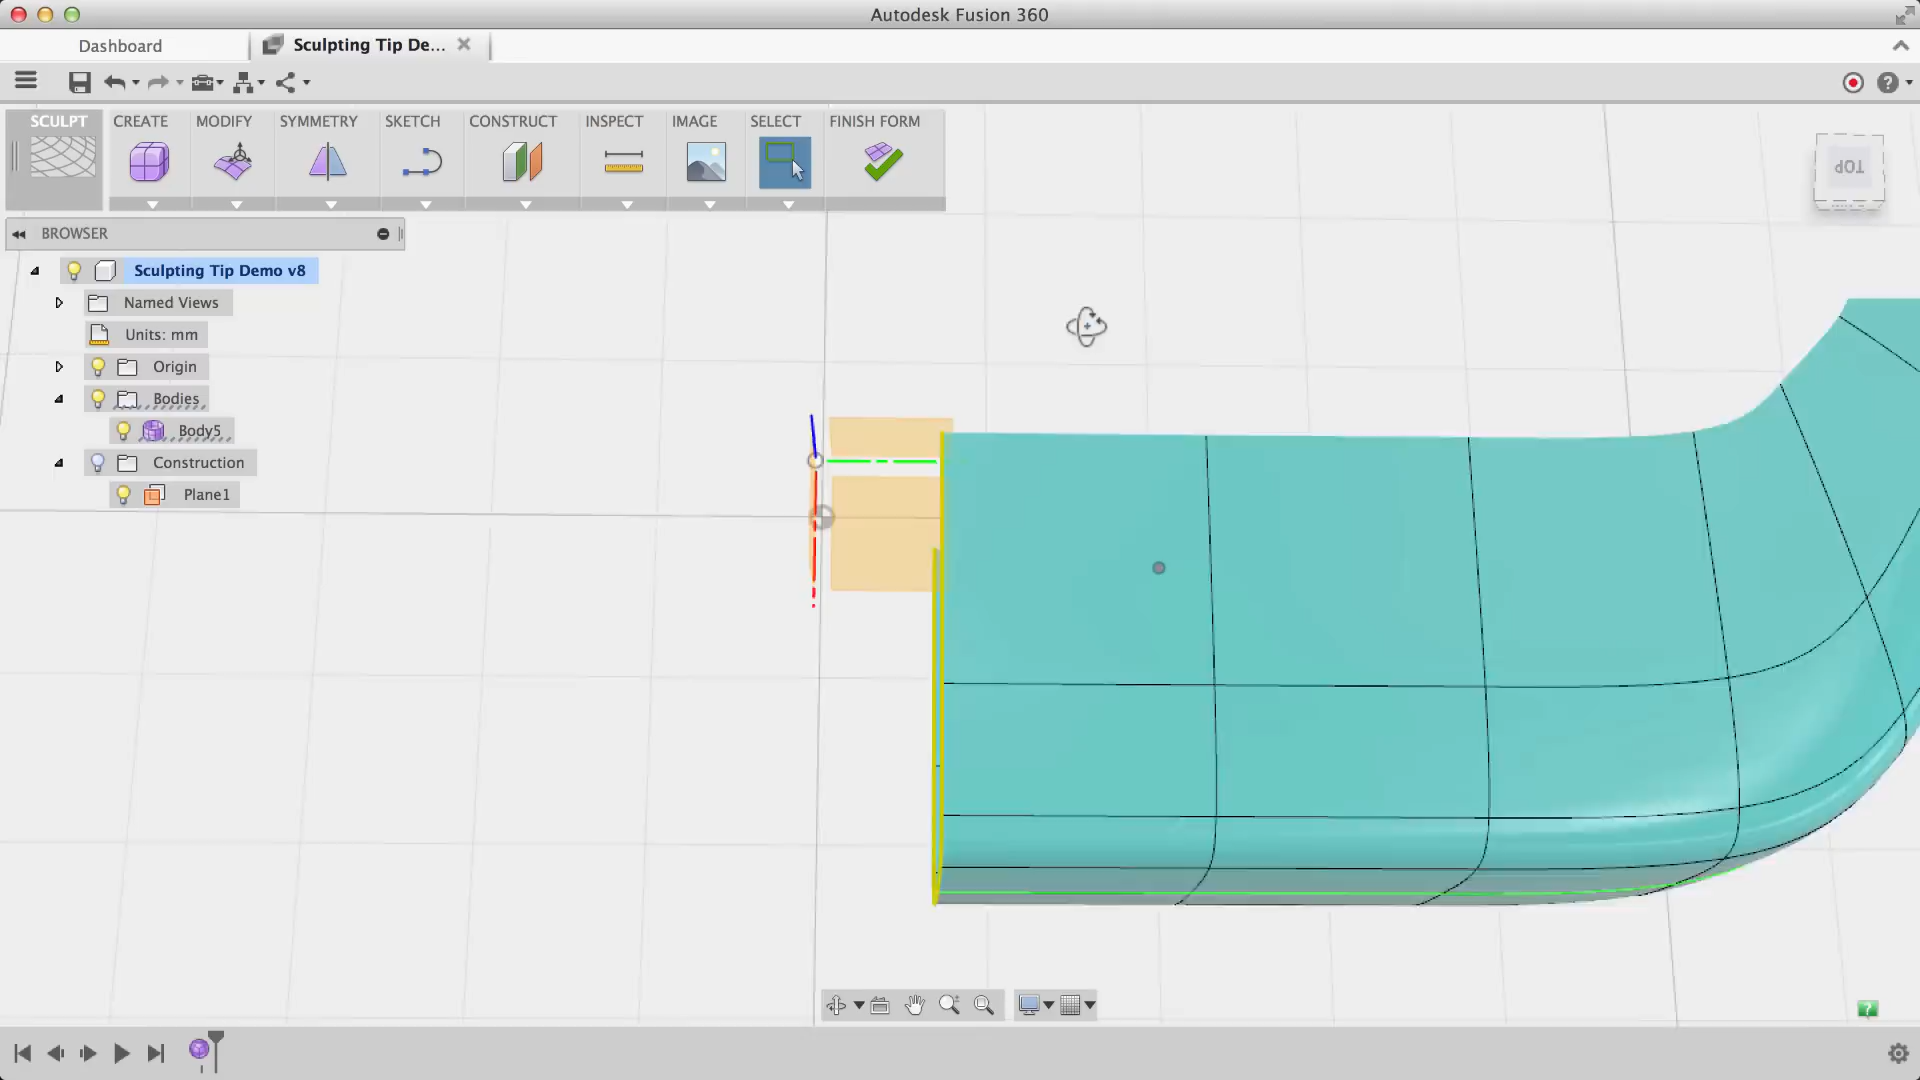 Autodesk Fusion 360
Dashboard
Sculpting Tip De...
SCULPT
CREATE
MODIFY
SYMMETRY
SKETCH
CONSTRUCT
INSPECT
IMAGE
SELECT
FINISH FORM
TOP
BROWSER
Sculpting Tip Demo v8
Named Views
Units: mm
Origin
Bodies
Body5
Construction
Plane1